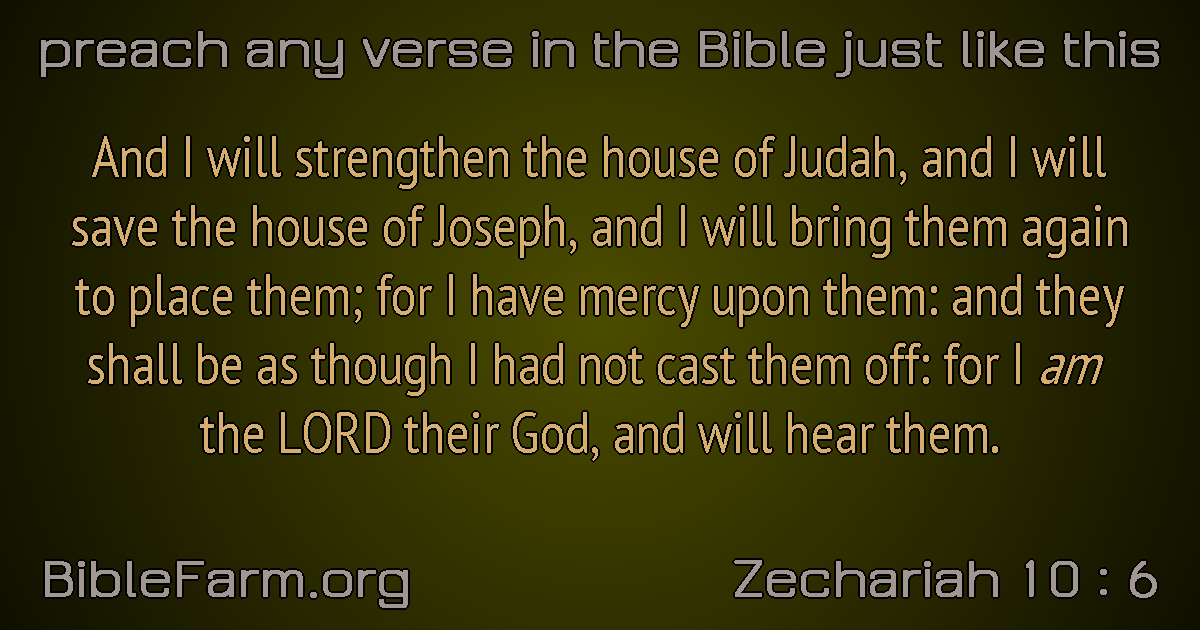 preach any verse in the Bible just like this
And I will strengthen the house of Judah, and I will
save the house of Joseph, and I will bring them again
to place them; for I have mercy upon them: and they
shall be as though I had not cast them off: for I am
the LORD their God, and will hear them.
BibleFarm.org
Zechariah 10 : 6